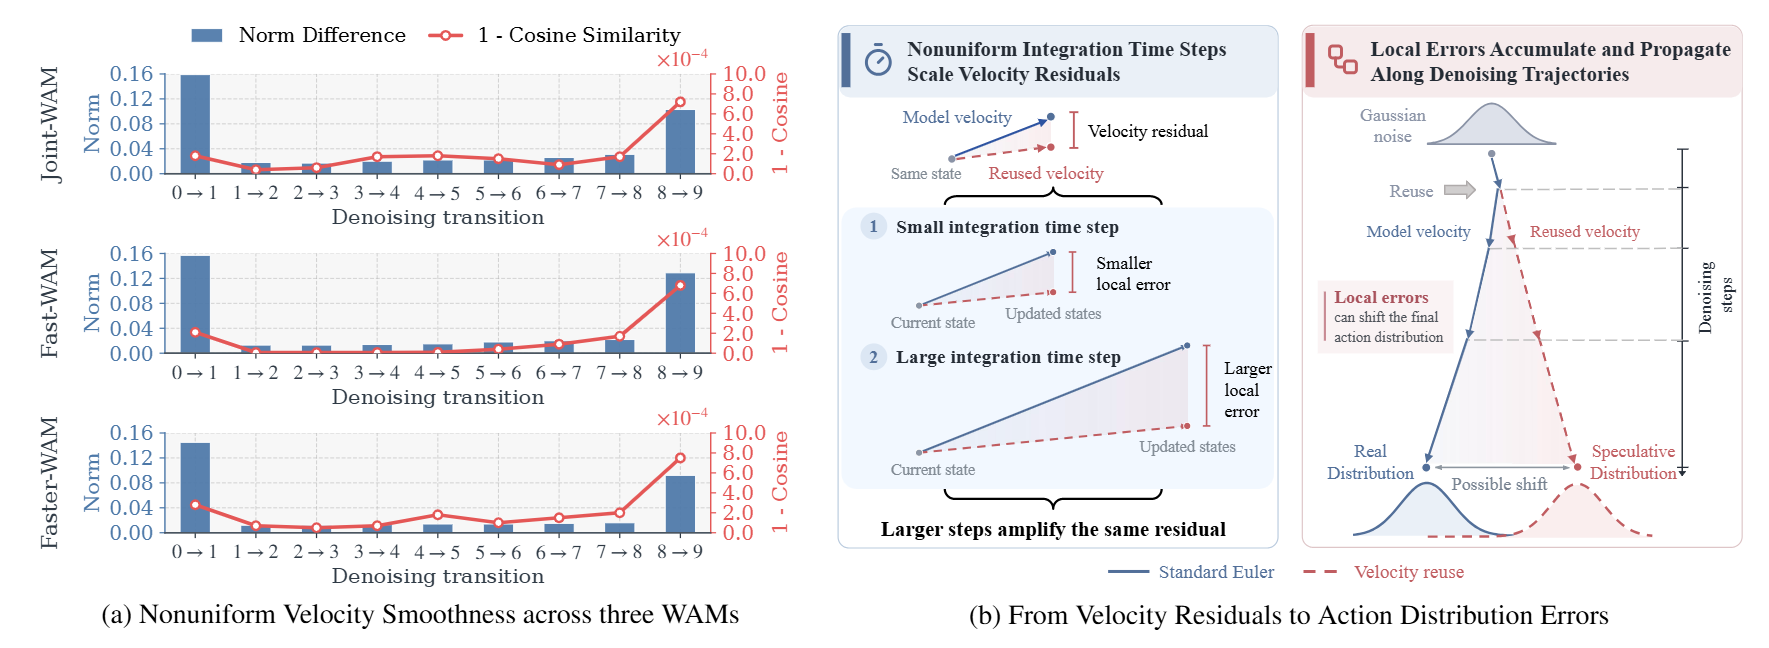 Norm Difference
1 - Cosine Similarity
×10⁻⁴
Joint-WAM
Norm
0.16
0.12
0.08
0.04
0.00
10.0
8.0
6.0
4.0
2.0
0.0
1 - Cosine
0→1 1→2 2→3 3→4 4→5 5→6 6→7 7→8 8→9
Denoising transition
×10⁻⁴
Fast-WAM
Norm
0.16
0.12
0.08
0.04
0.00
10.0
8.0
6.0
4.0
2.0
0.0
1 - Cosine
0→1 1→2 2→3 3→4 4→5 5→6 6→7 7→8 8→9
Denoising transition
×10⁻⁴
Faster-WAM
Norm
0.16
0.12
0.08
0.04
0.00
10.0
8.0
6.0
4.0
2.0
0.0
1 - Cosine
0→1 1→2 2→3 3→4 4→5 5→6 6→7 7→8 8→9
Denoising transition
(a) Nonuniform Velocity Smoothness across three WAMs
Nonuniform Integration Time Steps
Scale Velocity Residuals
Model velocity
Velocity residual
Same state
Reused velocity
1 Small integration time step
Smaller
local error
Current state
Updated states
2 Large integration time step
Larger
local
error
Current state
Updated states
Larger steps amplify the same residual
Local Errors Accumulate and Propagate
Along Denoising Trajectories
Gaussian
noise
Reuse
Model velocity
Reused velocity
Local errors
can shift the final
action distribution
Denoising
steps
Real
Distribution
Speculative
Distribution
Possible shift
Standard Euler
Velocity reuse
(b) From Velocity Residuals to Action Distribution Errors